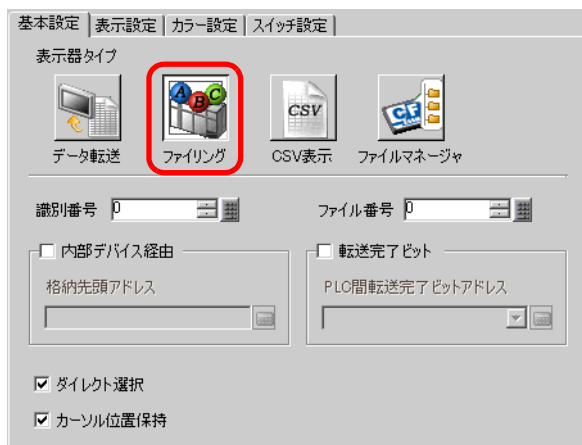 基本設定 表示設定 カラー設定 スイッチ設定
表示器タイプ
A B C CSV CF
データ転送 ファイリング CSV表示 ファイルマネージャ
識別番号 0 ファイル番号 0
内部デバイス経由 転送完了ビット
格納先頭アドレス PLC間転送完了ビットアドレス
ダイレクト選択
カーソル位置保持